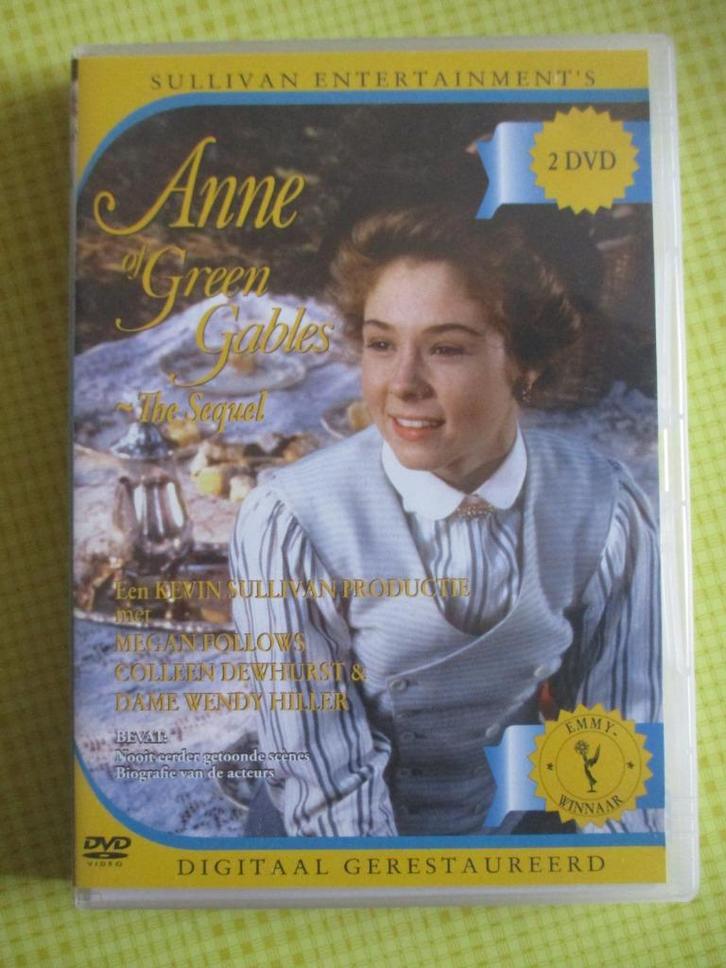 SULLIVAN ENTERTAINMENT'S
2 DVD
Anne
of Green
Gables
~ The Sequel
Een KEVIN SULLIVAN PRODUCTIE
met
MEGAN FOLLOWS
COLLEEN DEWHURST &
DAME WENDY HILLER
BEVAT:
Nooit eerder getoonde scènes
Biografie van de acteurs
EMMY-
WINNAAR
DVD
VIDEO
DIGITAAL GERESTAUREERD